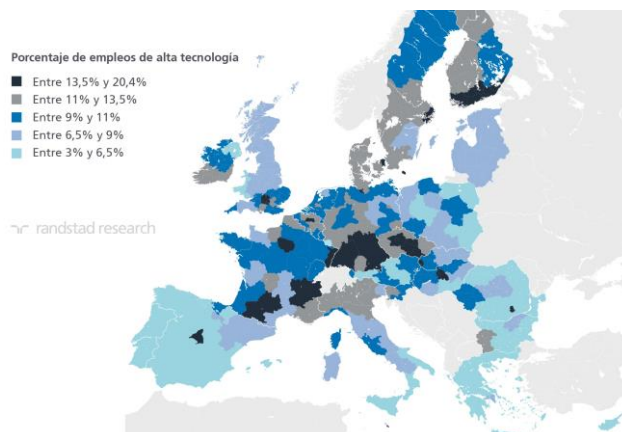 Porcentaje de empleos de alta tecnología
Entre 13,5% y 20,4%
Entre 11% y 13,5%
Entre 9% y 11%
Entre 6,5% y 9%
Entre 3% y 6,5%
randstad research